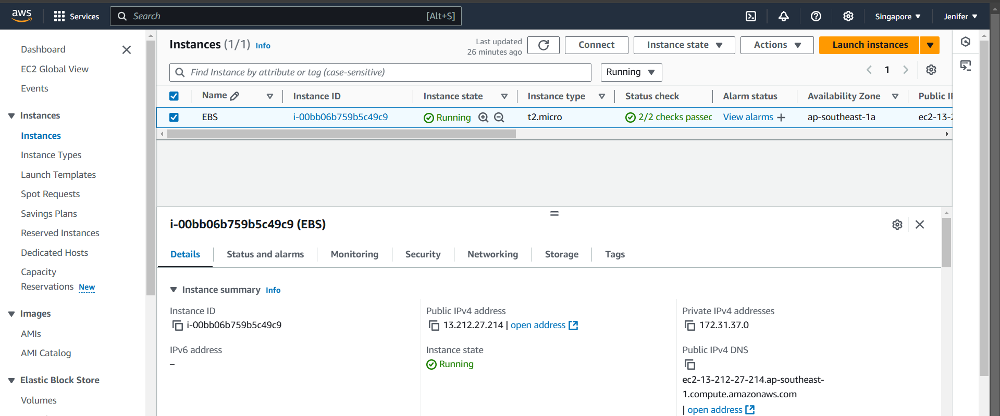 aws Services Search [Alt+S] Singapore Jenifer
Dashboard
EC2 Global View
Events
Instances
Instances
Instance Types
Launch Templates
Spot Requests
Savings Plans
Reserved Instances
Dedicated Hosts
Capacity
Reservations New
Images
AMIs
AMI Catalog
Elastic Block Store
Volumes
Instances (1/1) Info
Last updated
26 minutes ago
Connect Instance state Actions Launch instances
Find Instance by attribute or tag (case-sensitive) Running 1
Name Instance ID Instance state Instance type Status check Alarm status Availability Zone Public
EBS i-00bb06b759b5c49c9 Running t2.micro 2/2 checks passed View alarms ap-southeast-1a ec2-13-
i-00bb06b759b5c49c9 (EBS)
Details Status and alarms Monitoring Security Networking Storage Tags
Instance summary Info
Instance ID
i-00bb06b759b5c49c9
Public IPv4 address
13.212.27.214 | open address
Private IPv4 addresses
172.31.37.0
IPv6 address
–
Instance state
Running
Public IPv4 DNS
ec2-13-212-27-214.ap-southeast-
1.compute.amazonaws.com
| open address